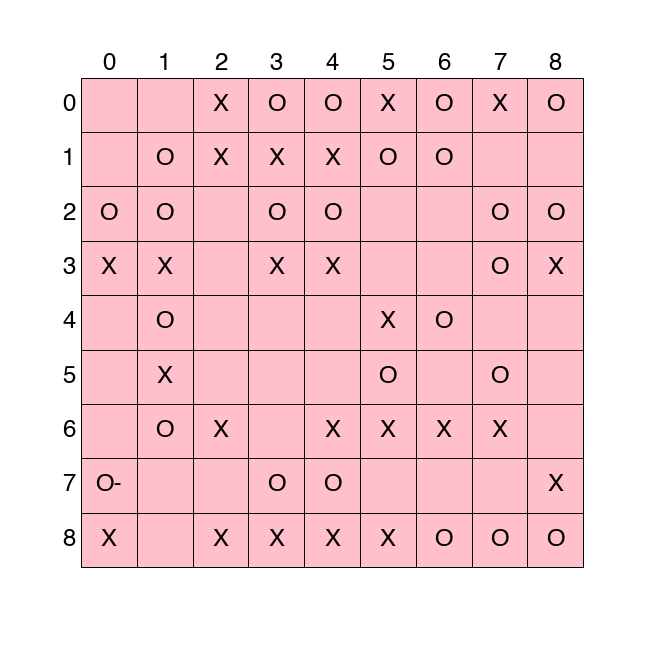 0 1 2 3 4 5 6 7 8
0 X O O X O X O
1 O X X X O O
2 O O O O O O
3 X X X X O X
4 O X O
5 X O O
6 O X X X X X
7 O- O O X
8 X X X X X O O O